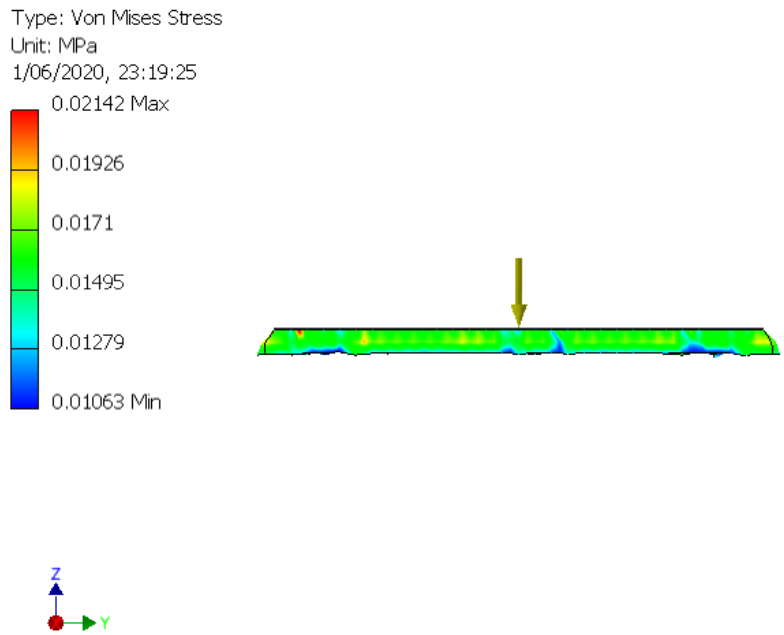 Type: Von Mises Stress
Unit: MPa
1/06/2020, 23:19:25
0.02142 Max
0.01926
0.0171
0.01495
0.01279
0.01063 Min
Z
Y